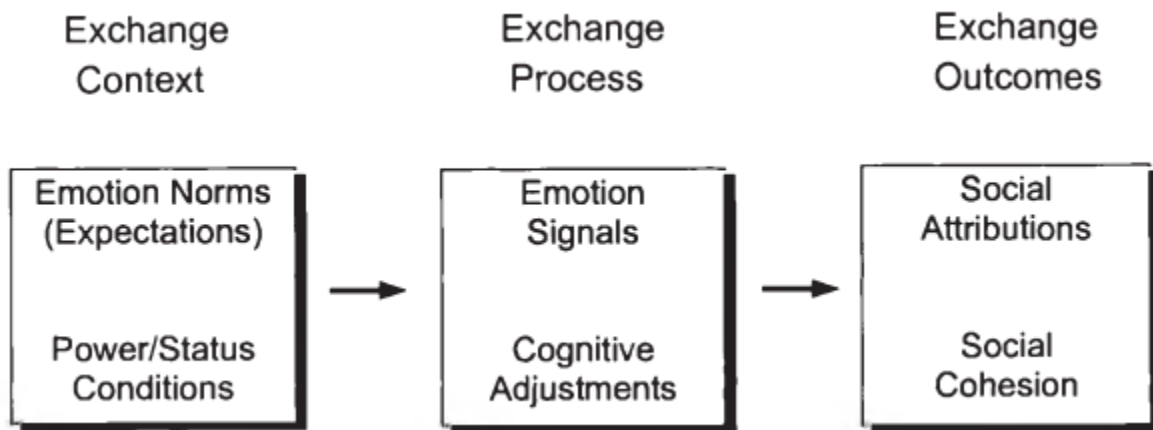 Exchange
Context
Exchange
Process
Exchange
Outcomes
Emotion Norms
(Expectations)
Power/Status
Conditions
Emotion
Signals
Cognitive
Adjustments
Social
Attributions
Social
Cohesion